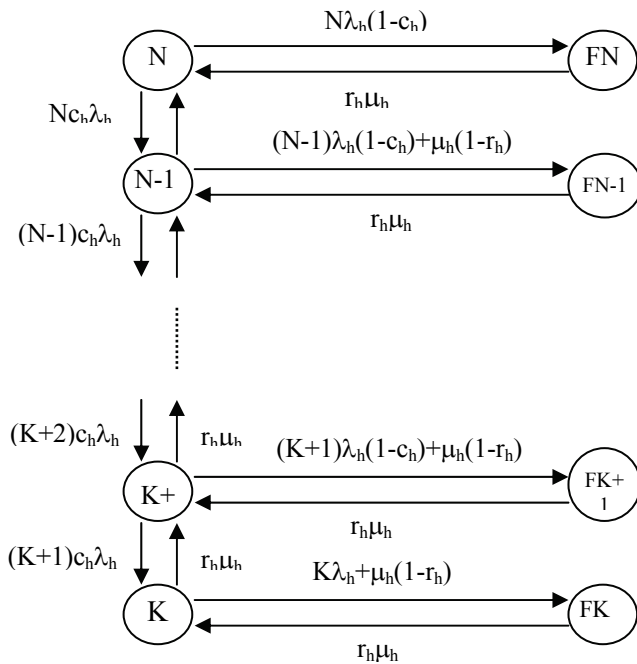 Nλₕ(1-cₕ)
N
FN
rₕμₕ
Ncₕλₕ
(N-1)λₕ(1-cₕ)+μₕ(1-rₕ)
N-1
FN-1
rₕμₕ
(N-1)cₕλₕ
(K+2)cₕλₕ
rₕμₕ
(K+1)λₕ(1-cₕ)+μₕ(1-rₕ)
K+
FK+
1
rₕμₕ
(K+1)cₕλₕ
rₕμₕ
Kλₕ+μₕ(1-rₕ)
K
FK
rₕμₕ